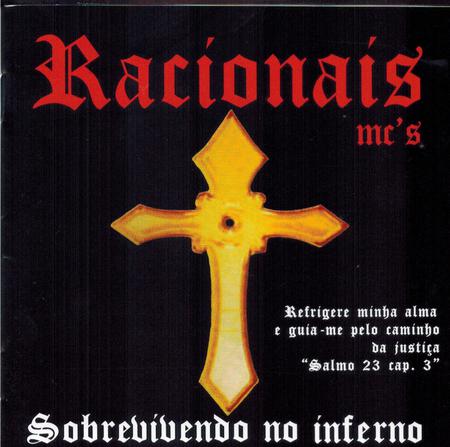 Racionais
mc's
Refrigere minha alma
e guia-me pelo caminho
da justiça
"Salmo 23 cap. 3"
Sobrevivendo no inferno